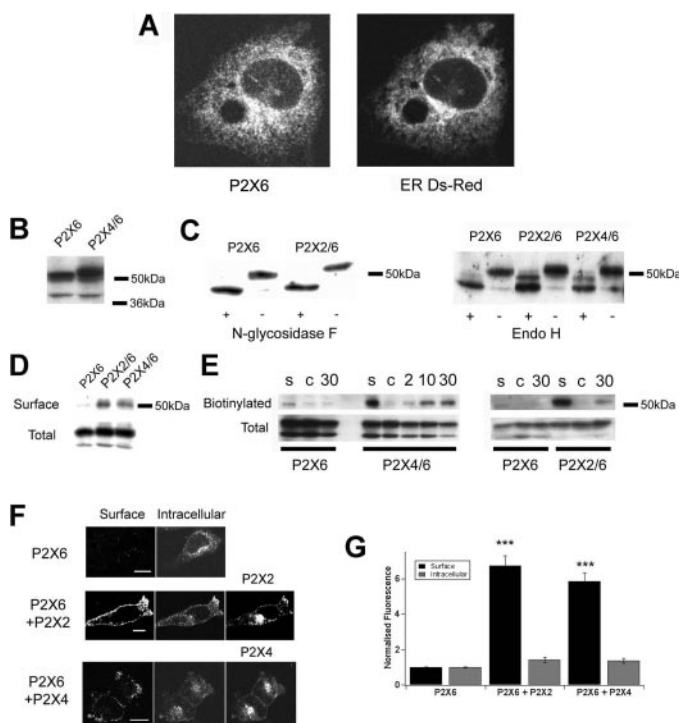 A
P2X6 ER Ds-Red
B
P2X6 P2X4/6
50kDa
36kDa
C
P2X6 P2X2/6
50kDa
+ - + -
N-glycosidase F
P2X6 P2X2/6 P2X4/6
50kDa
+ - + - + -
Endo H
D
P2X6 P2X2/6 P2X4/6
Surface 50kDa
Total
E
s c 30 s c 2 10 30 s c 30 s c 30
Biotinylated 50kDa
Total
P2X6 P2X4/6 P2X6 P2X2/6
F
Surface Intracellular
P2X6
P2X2
P2X6
+P2X2
P2X4
P2X6
+P2X4
G
Normalised Fluorescence
6
4
2
0
Surface
Intracellular
*** ***
P2X6 P2X6 + P2X2 P2X6 + P2X4